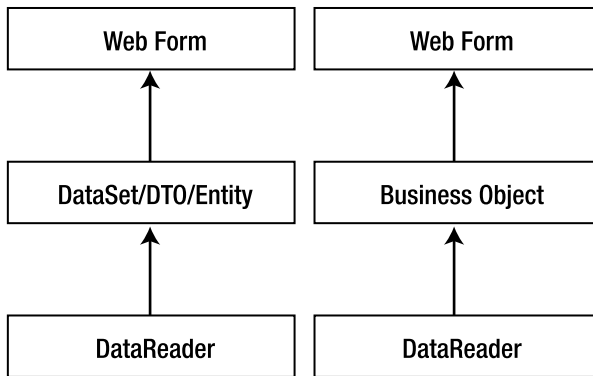 Web Form
Web Form
DataSet/DTO/Entity
Business Object
DataReader
DataReader